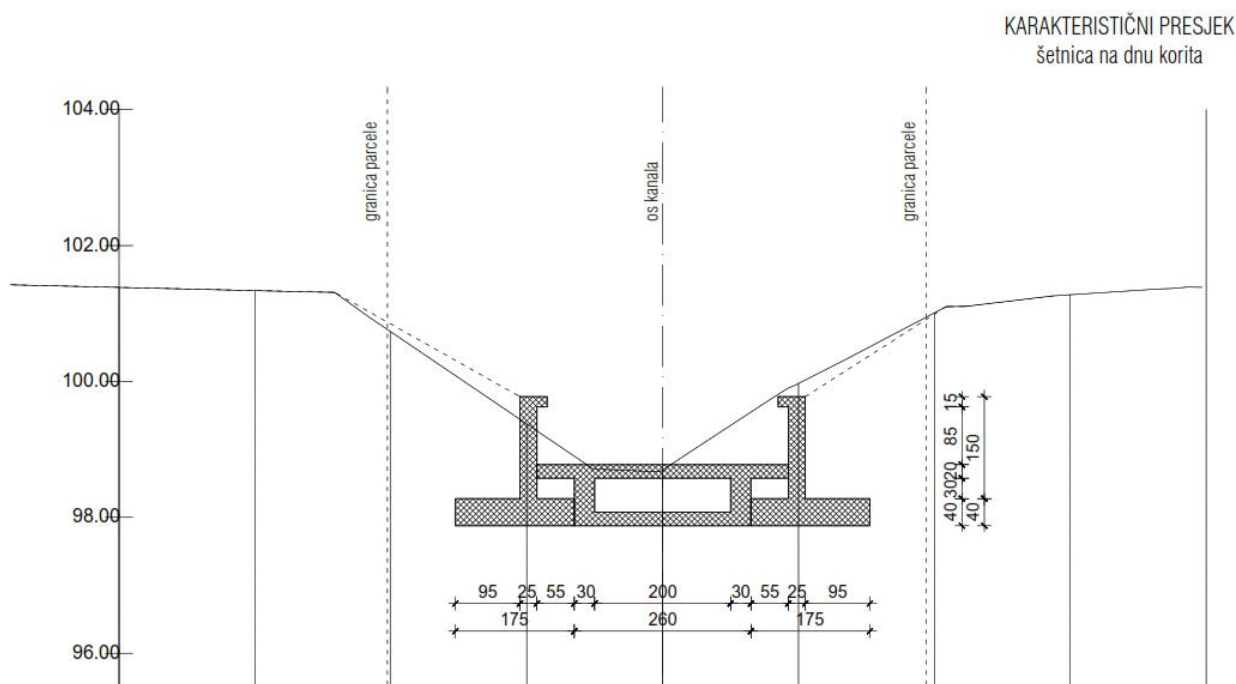 KARAKTERISTIČNI PRESJEK
šetnica na dnu korita
104.00
granica parcele
os kanala
granica parcele
102.00
100.00
98.00
96.00
15
85
20
30
40
150
40
95 25 55 30 200 30 55 25 95
175 260 175